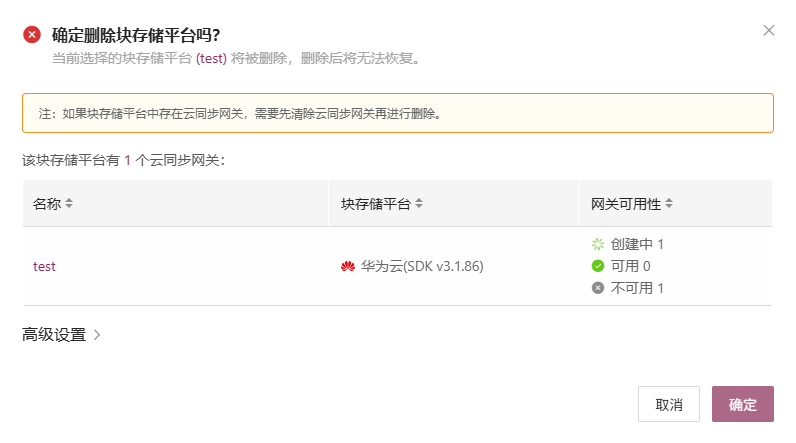 确定删除块存储平台吗?
当前选择的块存储平台 (test) 将被删除，删除后将无法恢复。
注：如果块存储平台中存在云同步网关，需要先清除云同步网关再进行删除。
该块存储平台有 1 个云同步网关：
名称 块存储平台 网关可用性
创建中 1
test 华为云(SDK v3.1.86) 可用 0
不可用 1
高级设置
取消 确定